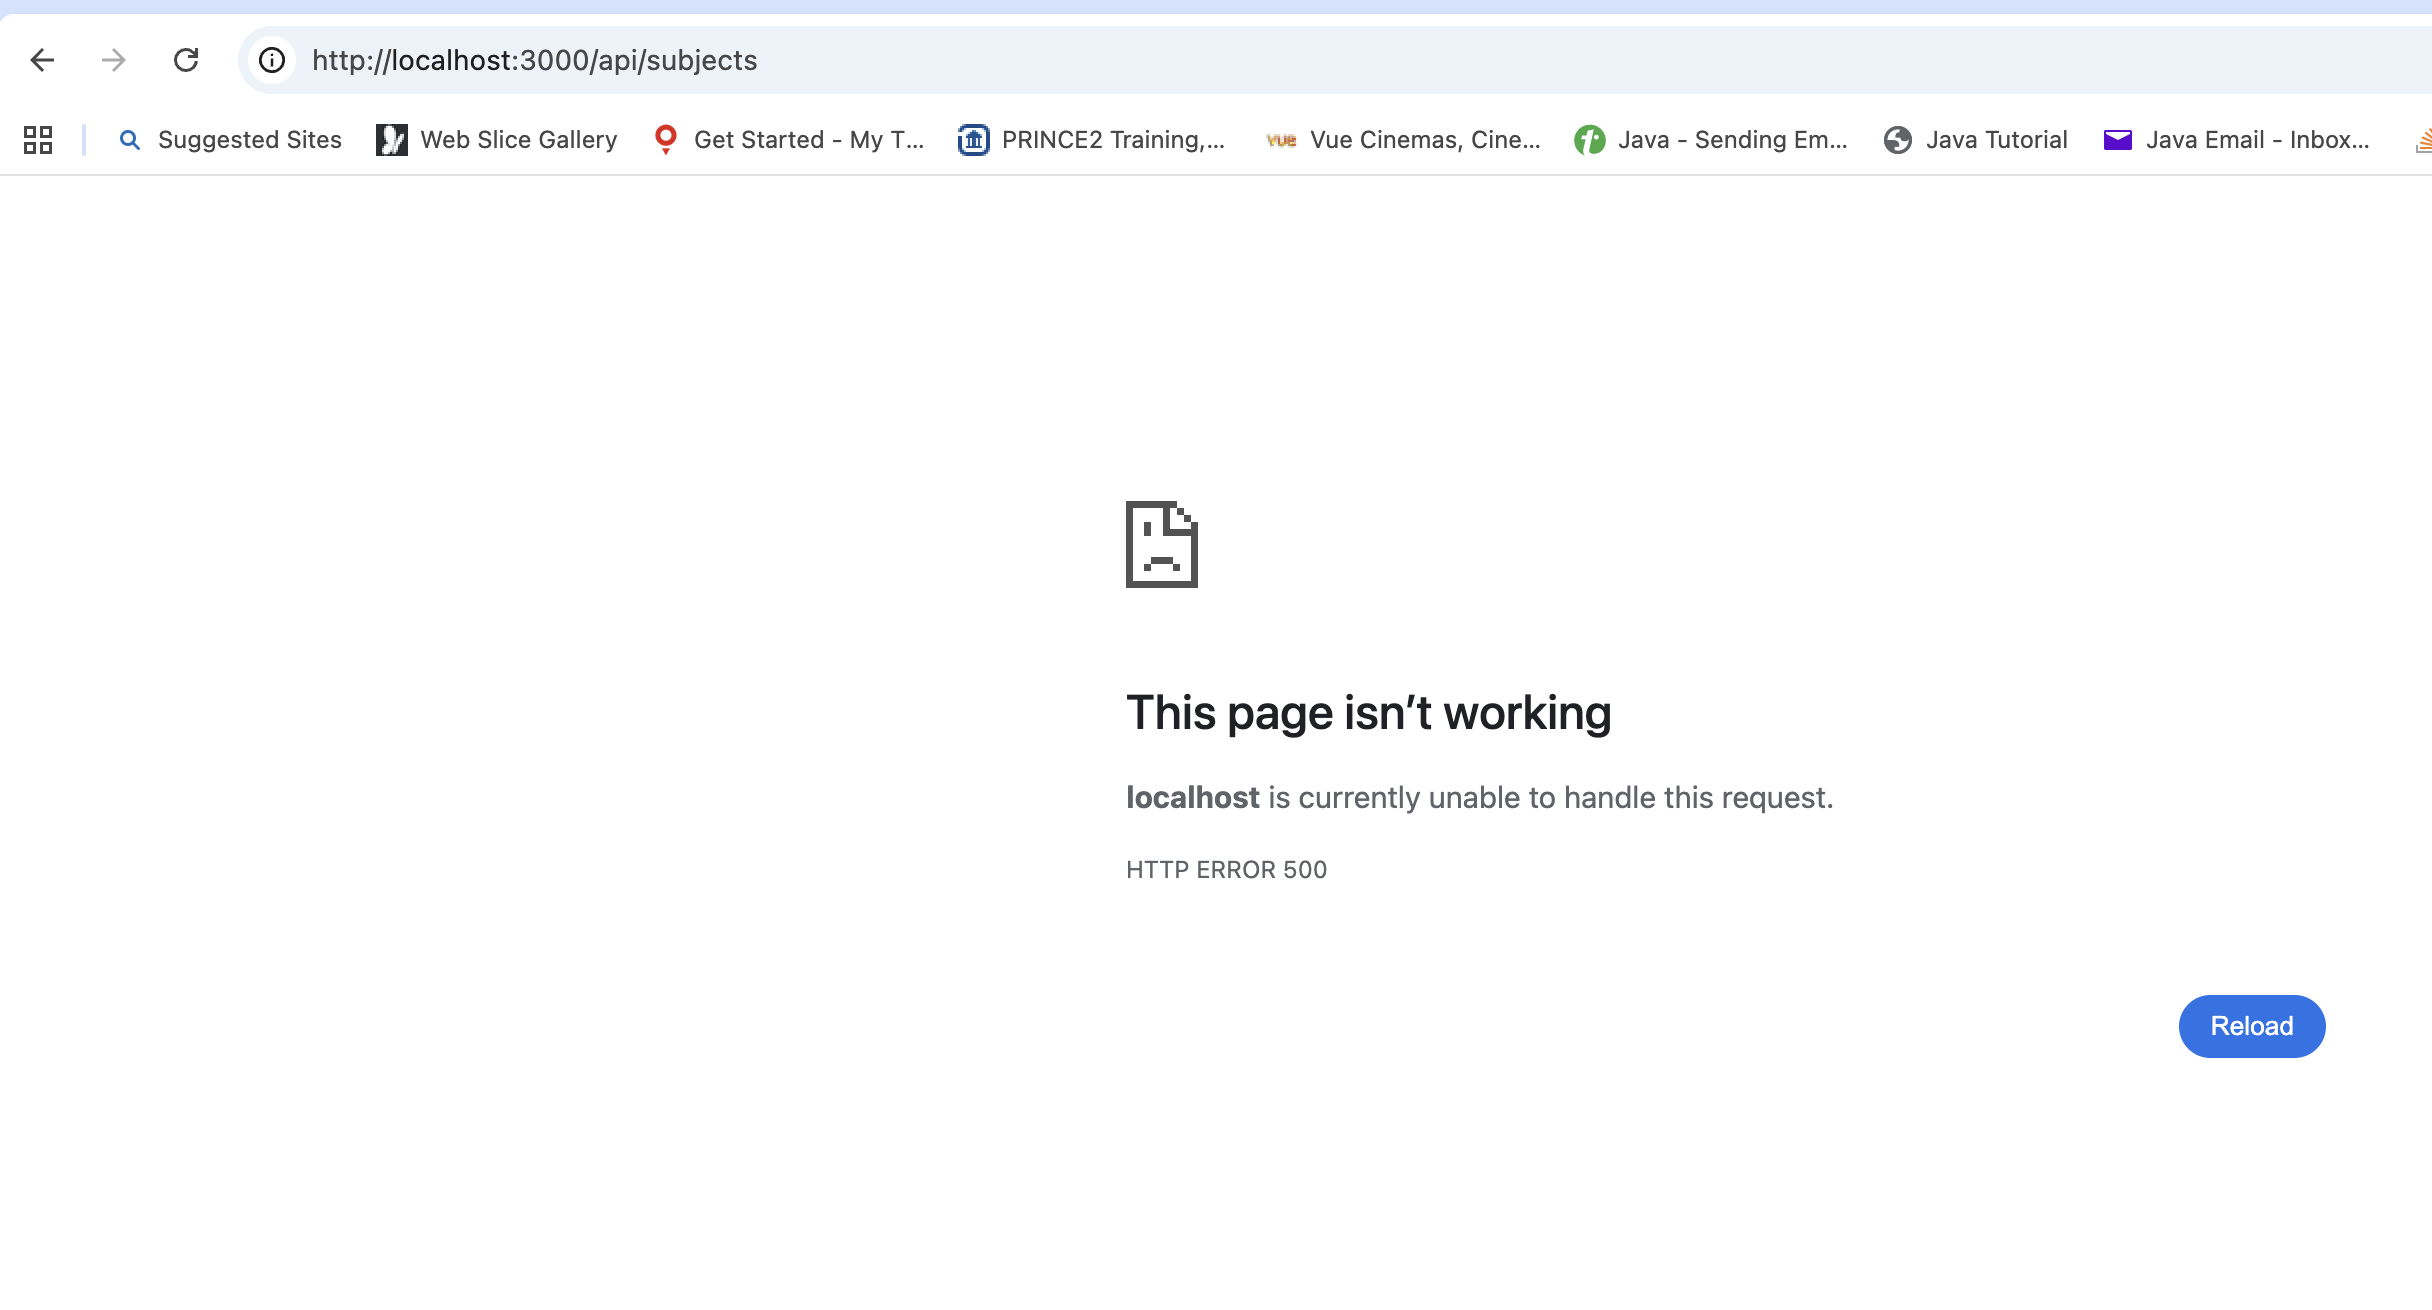 http://localhost:3000/api/subjects
Suggested Sites Web Slice Gallery Get Started - My T... PRINCE2 Training,... vue Vue Cinemas, Cine... Java - Sending Em... Java Tutorial Java Email - Inbox...
This page isn’t working
localhost is currently unable to handle this request.
HTTP ERROR 500
Reload